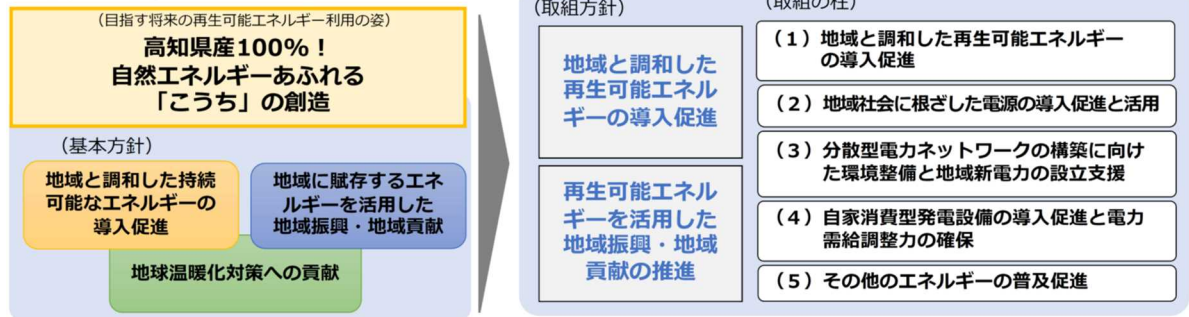 (目指す将来の再生可能エネルギー利用の姿)
高知県産100%!
自然エネルギーあふれる
「こうち」の創造
(基本方針)
地域と調和した持続
可能なエネルギーの
導入促進
地域に賦存するエネ
ルギーを活用した
地域振興・地域貢献
地球温暖化対策への貢献
(取組方針)
地域と調和した
再生可能エネル
ギーの導入促進
再生可能エネル
ギーを活用した
地域振興・地域
貢献の推進
(取組の柱)
(1)地域と調和した再生可能エネルギー
の導入促進
(2)地域社会に根ざした電源の導入促進と活用
(3)分散型電力ネットワークの構築に向け
た環境整備と地域新電力の設立支援
(4)自家消費型発電設備の導入促進と電力
需給調整力の確保
(5)その他のエネルギーの普及促進